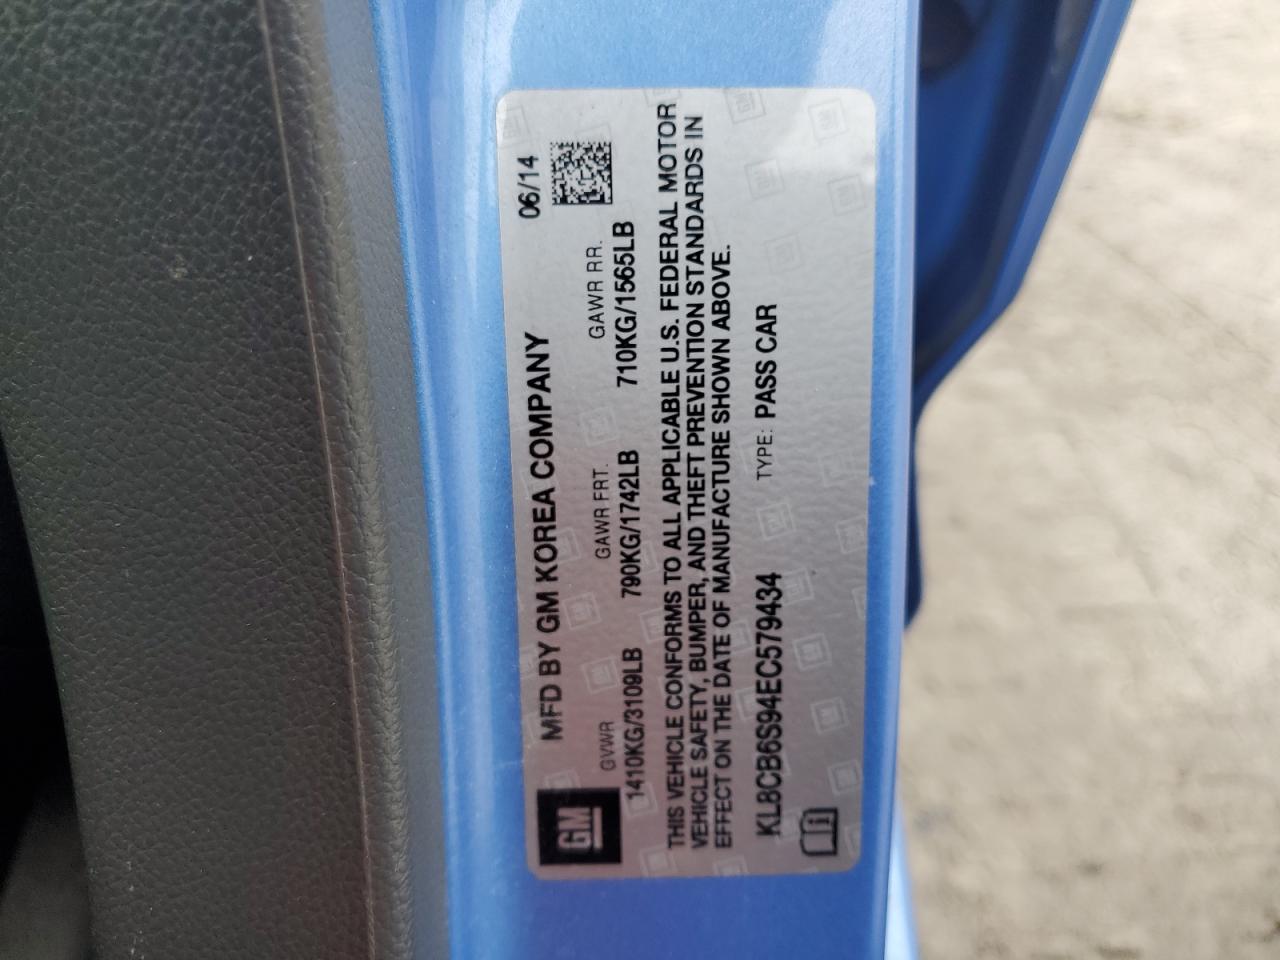 MFD BY GM KOREA COMPANY 06/14
GM
GVWR GAWR FRT. GAWR RR.
1410KG/3109LB 790KG/1742LB 710KG/1565LB
THIS VEHICLE CONFORMS TO ALL APPLICABLE U.S. FEDERAL MOTOR
VEHICLE SAFETY, BUMPER, AND THEFT PREVENTION STANDARDS IN
EFFECT ON THE DATE OF MANUFACTURE SHOWN ABOVE.
KL8CB6S94EC579434 TYPE: PASS CAR